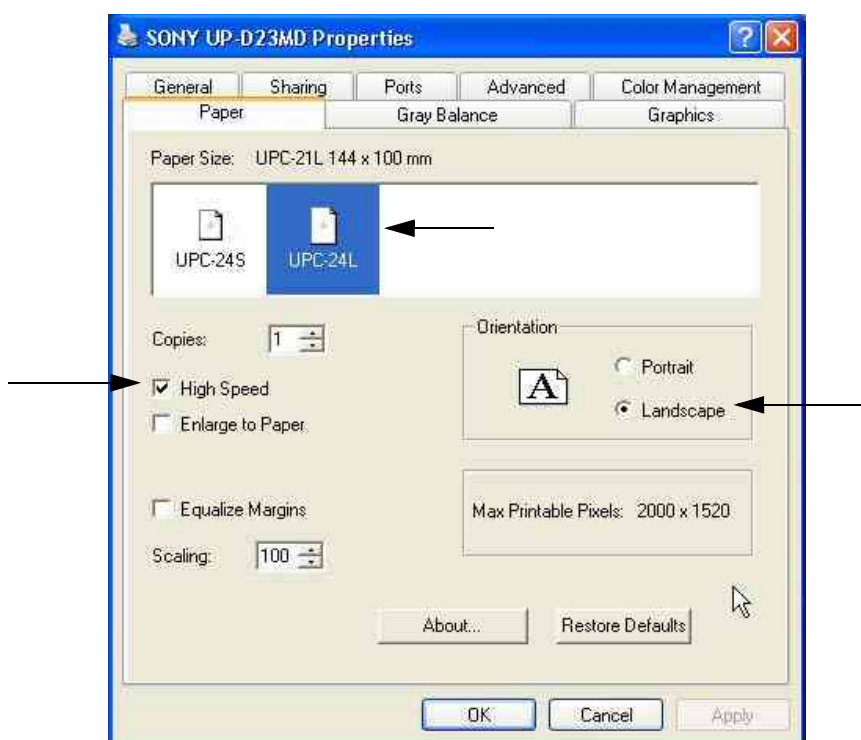 SONY UP-D23MD Properties
General Sharing Ports Advanced Color Management
Paper Gray Balance Graphics
Paper Size: UPC-21L 144 x 100 mm
UPC-24S UPC-24L
Copies: 1
Orientation
A
Portrait
Landscape
High Speed
Enlarge to Paper
Equalize Margins
Max Printable Pixels: 2000 x 1520
Scaling: 100
About... Restore Defaults
OK Cancel Apply